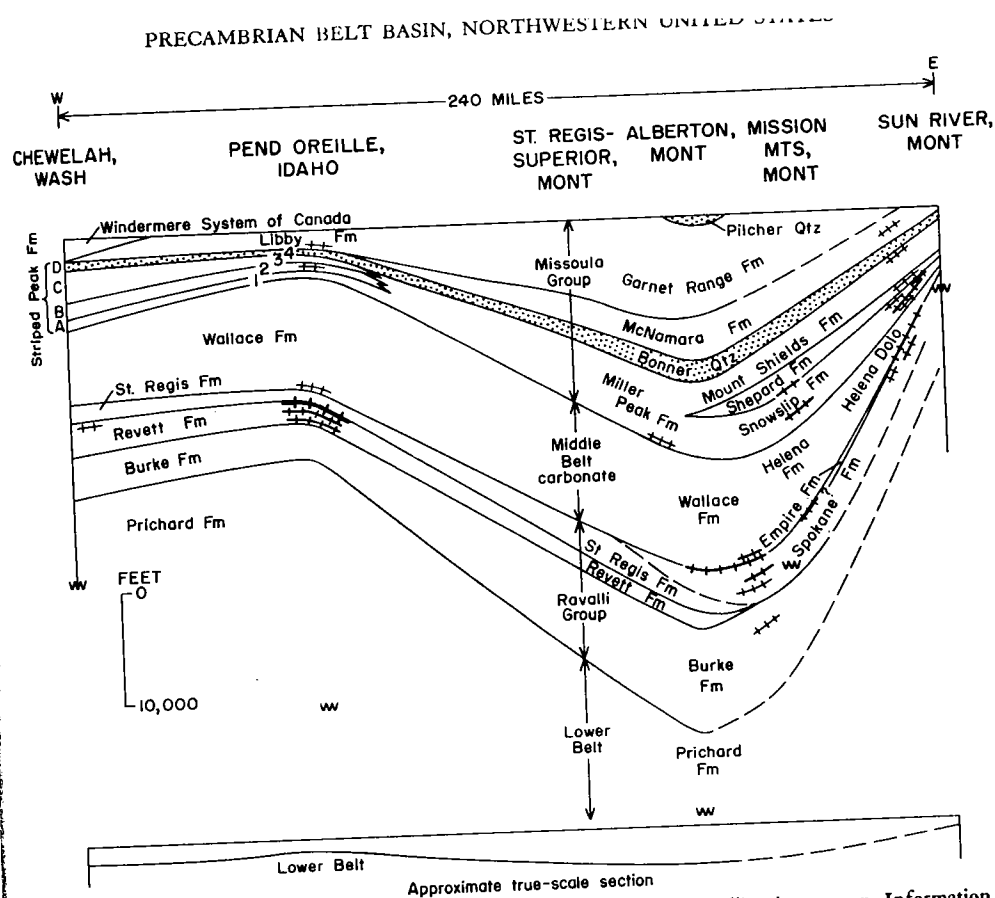 PRECAMBRIAN BELT BASIN, NORTHWESTERN UNITED STATES
W
E
240 MILES
CHEWELAH,
WASH
PEND OREILLE,
IDAHO
ST. REGIS-
SUPERIOR,
MONT
ALBERTON,
MONT
MISSION
MTS,
MONT
SUN RIVER,
MONT
Windermere System of Canada
Libby Fm
Pilcher Qtz
Striped Peak Fm
D
C
B
A
4
3
2
1
Missoula
Group
Garnet Range Fm
McNamara Fm
Bonner Qtz
Mount Shields Fm
Shepard Fm
Snowslip Fm
Miller
Peak Fm
Helena Dolo
Wallace Fm
St. Regis Fm
Revett Fm
Burke Fm
Prichard Fm
Middle
Belt
carbonate
Helena
Fm
Wallace
Fm
Empire Fm
Spokane Fm
?
St Regis Fm
Revett Fm
Ravalli
Group
FEET
0
10,000
Burke
Fm
Lower
Belt
Prichard
Fm
Lower Belt
Approximate true-scale section
Information